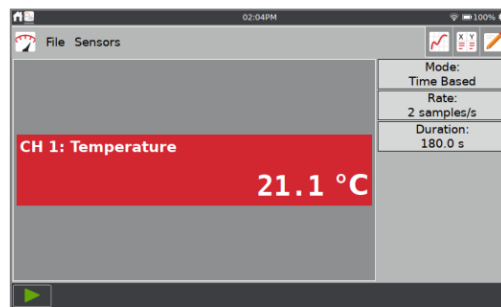 02:04PM
100%
File Sensors
X Y
Mode:
Time Based
Rate:
2 samples/s
Duration:
180.0 s
CH 1: Temperature
21.1 °C